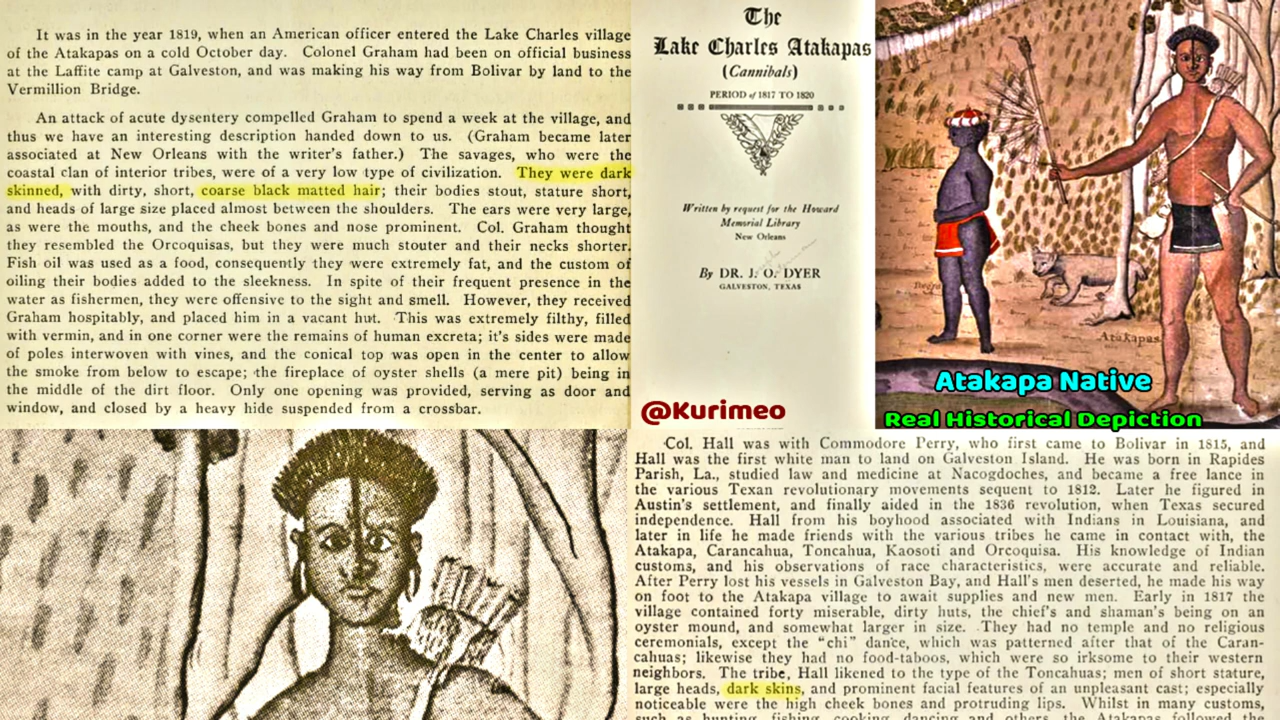 It was in the year 1819, when an American officer entered the Lake Charles village
of the Atakapas on a cold October day. Colonel Graham had been on official business
at the Laffite camp at Galveston, and was making his way from Bolivar by land to the
Vermillion Bridge.
An attack of acute dysentery compelled Graham to spend a week at the village, and
thus we have an interesting description handed down to us. (Graham became later
associated at New Orleans with the writer's father.) The savages, who were the
coastal clan of interior tribes, were of a very low type of civilization. They were dark
skinned, with dirty, short, coarse black matted hair; their bodies stout, stature short,
and heads of large size placed almost between the shoulders. The ears were very large,
as were the mouths, and the cheek bones and nose prominent. Col. Graham thought
they resembled the Orcoquisas, but they were much stouter and their necks shorter.
Fish oil was used as a food, consequently they were extremely fat, and the custom of
oiling their bodies added to the sleekness. In spite of their frequent presence in the
water as fishermen, they were offensive to the sight and smell. However, they received
Graham hospitably, and placed him in a vacant hut. This was extremely filthy, filled
with vermin, and in one corner were the remains of human excreta; it's sides were made
of poles interwoven with vines, and the conical top was open in the center to allow
the smoke from below to escape; the fireplace of oyster shells (a mere pit) being in
the middle of the dirt floor. Only one opening was provided, serving as door and
window, and closed by a heavy hide suspended from a crossbar.
The
Lake Charles Atakapas
(Cannibals)
PERIOD of 1817 TO 1820
Written by request for the Howard
Memorial Library
New Orleans
By DR. J. O. DYER
GALVESTON, TEXAS
@Kurimeo
Atakapas
Atakapa Native
Real Historical Depiction
Col. Hall was with Commodore Perry, who first came to Bolivar in 1815, and
Hall was the first white man to land on Galveston Island. He was born in Rapides
Parish, La., studied law and medicine at Nacogdoches, and became a free lance in
the various Texan revolutionary movements sequent to 1812. Later he figured in
Austin's settlement, and finally aided in the 1836 revolution, when Texas secured
independence. Hall from his boyhood associated with Indians in Louisiana, and
later in life he made friends with the various tribes he came in contact with, the
Atakapa, Carancahua, Toncahua, Kaosoti and Orcoquisa. His knowledge of Indian
customs, and his observations of race characteristics, were accurate and reliable.
After Perry lost his vessels in Galveston Bay, and Hall's men deserted, he made his way
on foot to the Atakapa village to await supplies and new men. Early in 1817 the
village contained forty miserable, dirty huts, the chief's and shaman's being on an
oyster mound, and somewhat larger in size. They had no temple and no religious
ceremonials, except the "chi" dance, which was patterned after that of the Caran-
cahuas; likewise they had no food-taboos, which were so irksome to their western
neighbors. The tribe, Hall likened to the type of the Toncahuas; men of short stature,
large heads, dark skins, and prominent facial features of an unpleasant cast; especially
noticeable were the high cheek bones and protruding lips. Whilst in many customs,
such as hunting, fishing, cooking, dancing and others, the Atakapas followed the